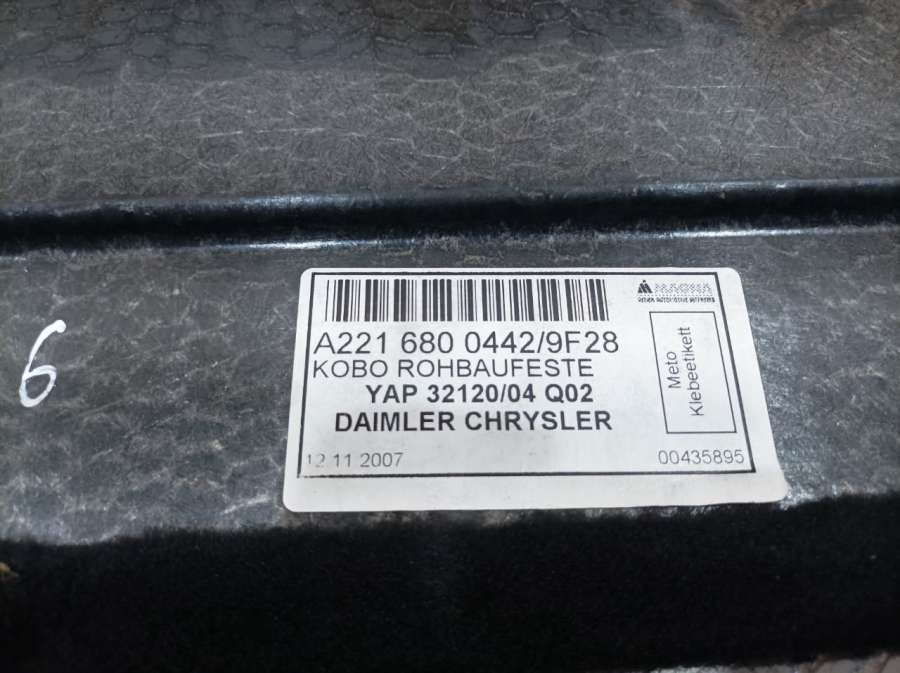 6
MAGNA
A221 680 0442/9F28
KOBO ROHBAUFESTE
YAP 32120/04 Q02
DAIMLER CHRYSLER
Meto
Klebeetikett
12.11.2007
00435895